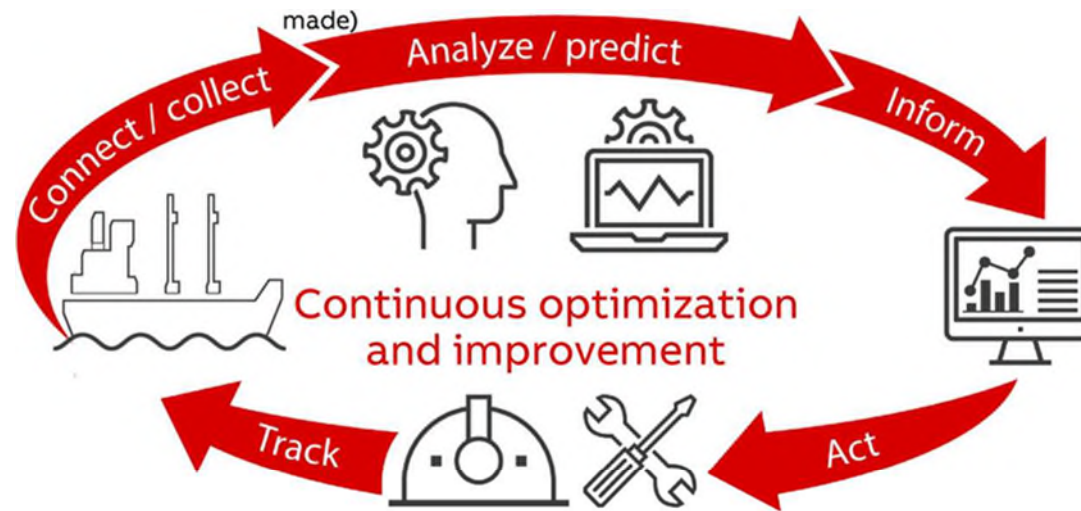 made)
Connect / collect
Analyze / predict
Inform
Continuous optimization
and improvement
Track
Act